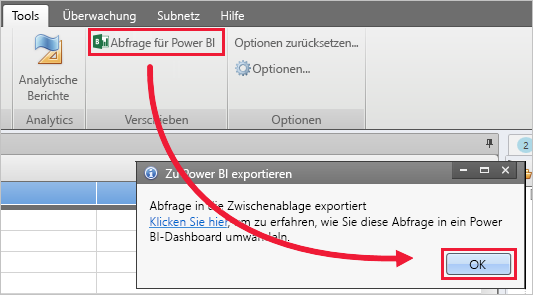 Tools Überwachung Subnetz Hilfe
Abfrage für Power BI
Optionen zurücksetzen...
Analytische
Berichte
Optionen...
Analytics Verschieben Optionen
2
Zu Power BI exportieren
Abfrage in die Zwischenablage exportiert
Klicken Sie hier, um zu erfahren, wie Sie diese Abfrage in ein Power
BI-Dashboard umwandeln.
OK